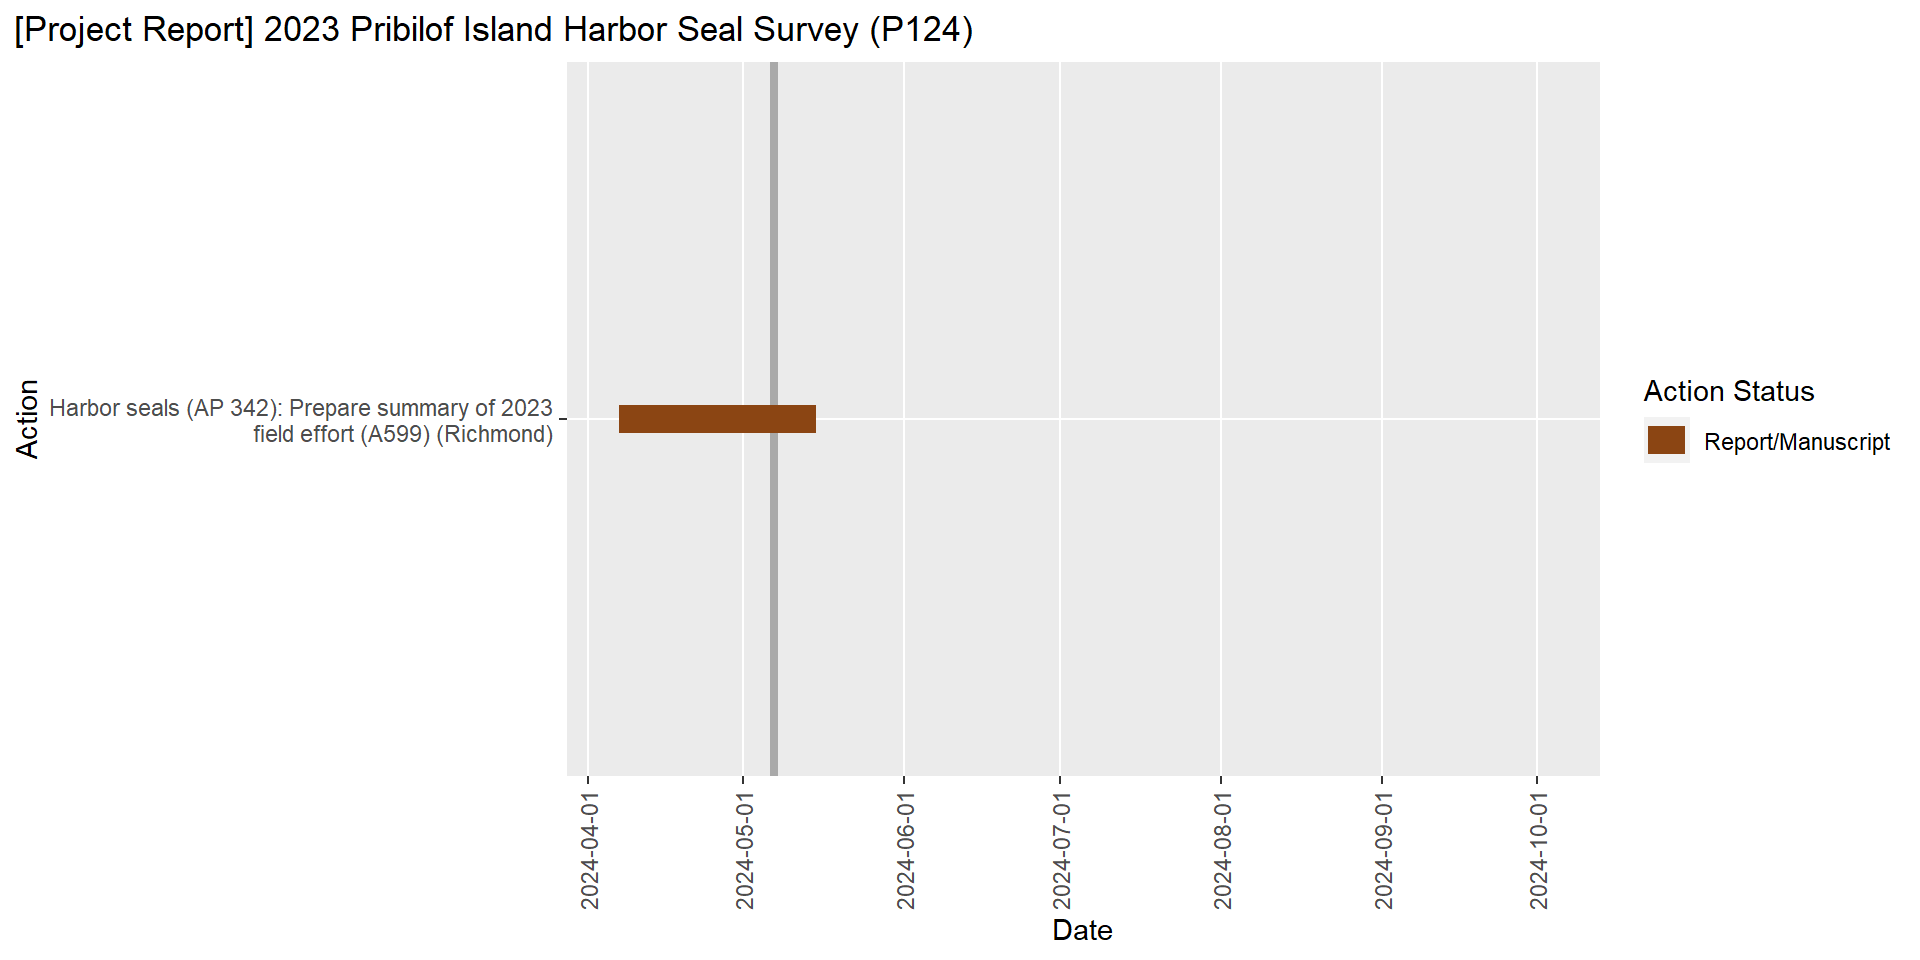 [Project Report] 2023 Pribilof Island Harbor Seal Survey (P124)
Action
Harbor seals (AP 342): Prepare summary of 2023
field effort (A599) (Richmond)
Action Status
Report/Manuscript
2024-04-01
2024-05-01
2024-06-01
2024-07-01
2024-08-01
2024-09-01
2024-10-01
Date